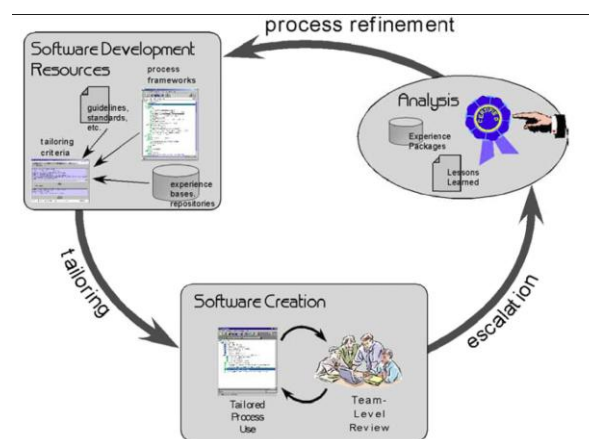 process refinement
Software Development
Resources
process
frameworks
guidelines,
standards,
etc.
tailoring
criteria
experience
bases,
repositories
Analysis
Experience
Packages
Lessons
Learned
tailoring
escalation
Software Creation
Tailored
Process
Use
Team-
Level
Review